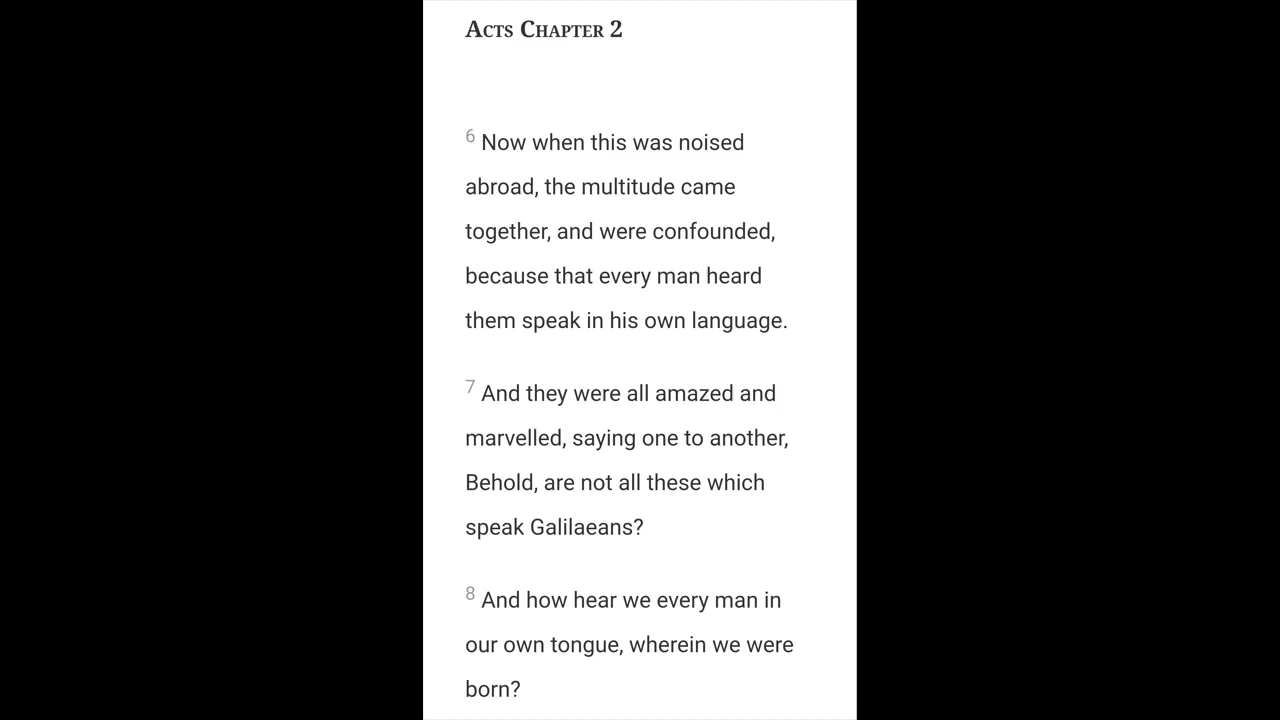 Acts Chapter 2
6 Now when this was noised
abroad, the multitude came
together, and were confounded,
because that every man heard
them speak in his own language.
7 And they were all amazed and
marvelled, saying one to another,
Behold, are not all these which
speak Galilaeans?
8 And how hear we every man in
our own tongue, wherein we were
born?